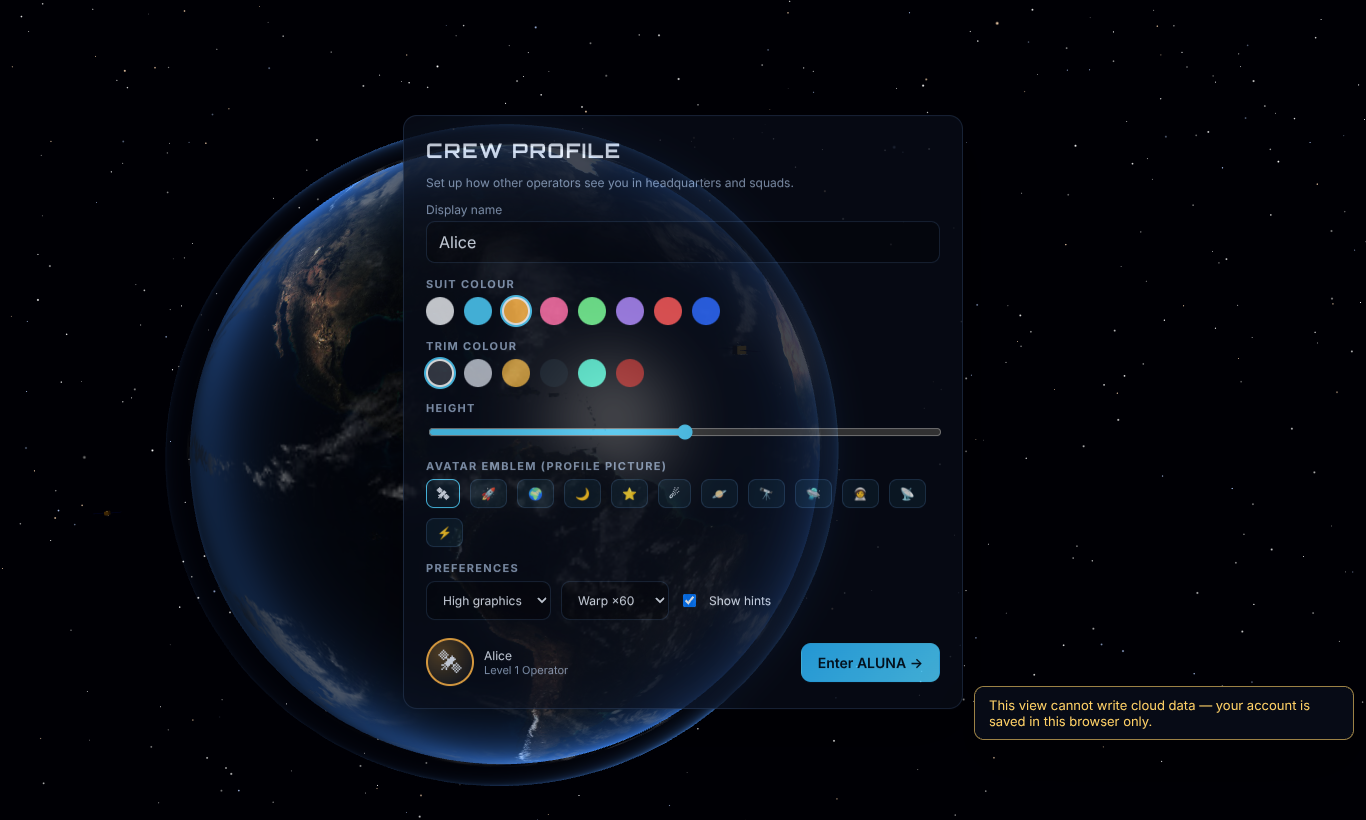 CREW PROFILE
Set up how other operators see you in headquarters and squads.
Display name
Alice
SUIT COLOUR
TRIM COLOUR
HEIGHT
AVATAR EMBLEM (PROFILE PICTURE)
PREFERENCES
High graphics
Warp ×60
Show hints
Alice
Level 1 Operator
Enter ALUNA →
This view cannot write cloud data — your account is
saved in this browser only.